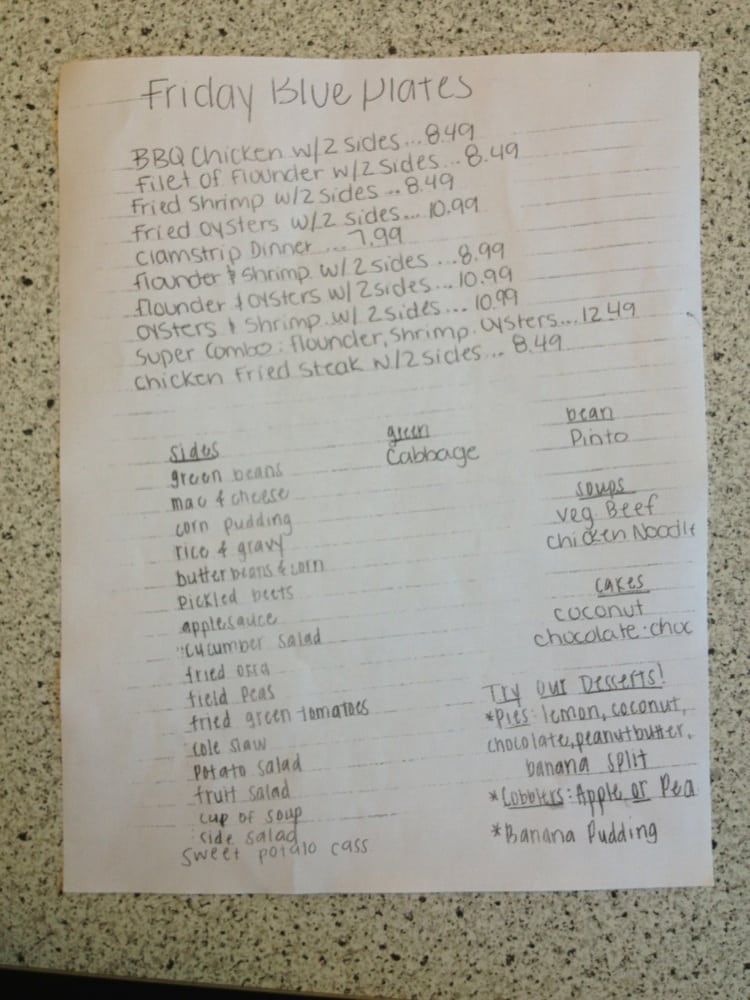 Friday Blue Plates
BBQ Chicken w/2 sides...8.49
Filet of flounder w/2 sides...8.49
Fried Shrimp w/2 sides...8.49
Fried Oysters w/2 sides...10.99
Clamstrip Dinner...7.99
flounder & Shrimp w/2 sides...8.99
flounder & oysters w/2 sides...10.99
oysters & Shrimp w/2 sides...10.99
Super Combo: flounder, shrimp, oysters...12.49
Chicken Fried Steak w/2 sides...8.49
sides
green beans
mac & cheese
corn pudding
rice & gravy
butterbeans & corn
pickled beets
applesauce
cucumber salad
fried okra
field peas
fried green tomatoes
cole slaw
potato salad
fruit salad
cup of soup
side salad
sweet potato cass
green
Cabbage
bean
Pinto
soups
veg Beef
chicken Noodle
cakes
coconut
chocolate·choc
Try Our Desserts!
*Pies: lemon, coconut,
chocolate, peanutbutter,
banana split
*Cobblers: Apple or Pea
*Banana Pudding